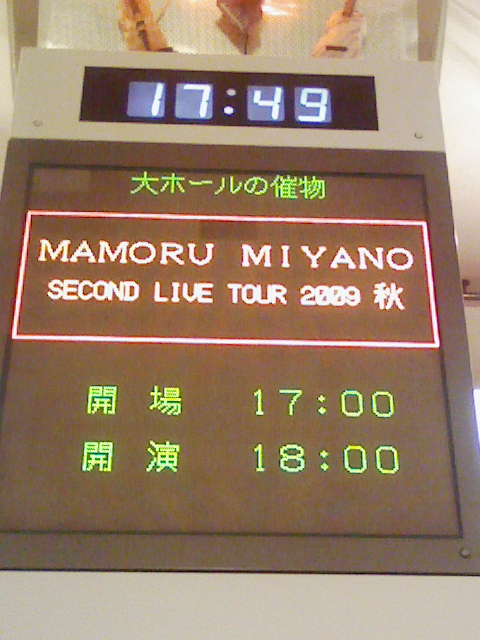 17:49
大ホールの催物
MAMORU MIYANO
SECOND LIVE TOUR 2009 秋
開場 17:00
開演 18:00